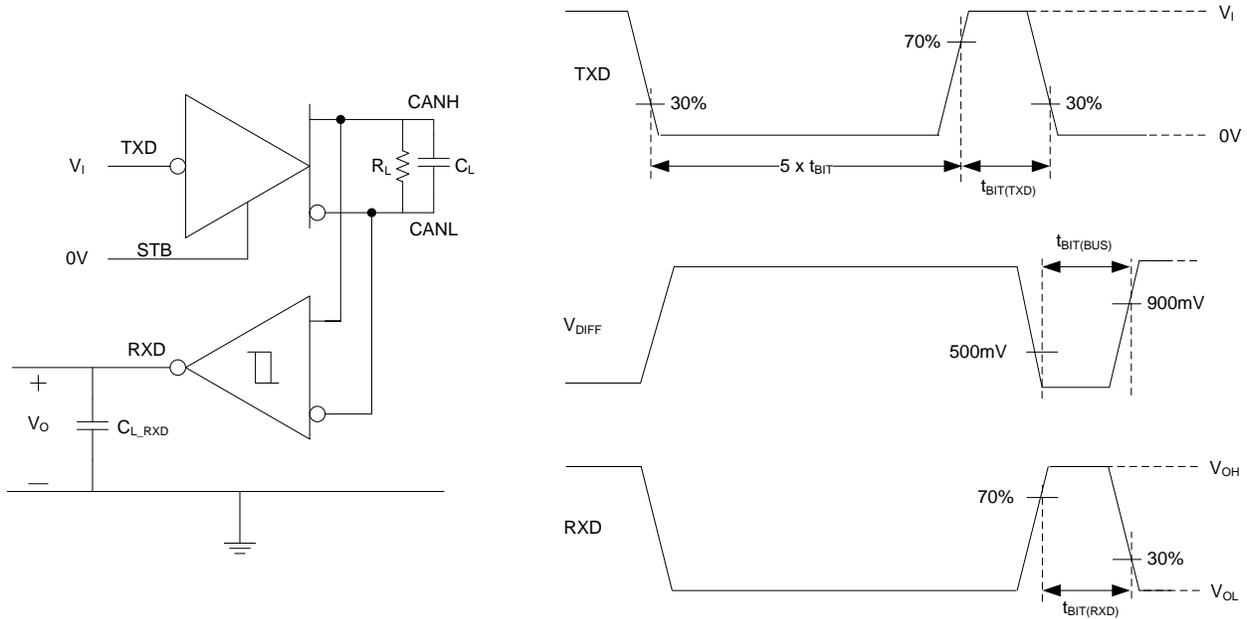 CANH
TXD
V_I
R_L
C_L
CANL
STB
0V
RXD
+
V_O
C_L_RXD
—
V_I
70%
TXD
30%
30%
0V
5 x t_BIT
t_BIT(TXD)
t_BIT(BUS)
900mV
V_DIFF
500mV
V_OH
70%
RXD
30%
t_BIT(RXD)
V_OL